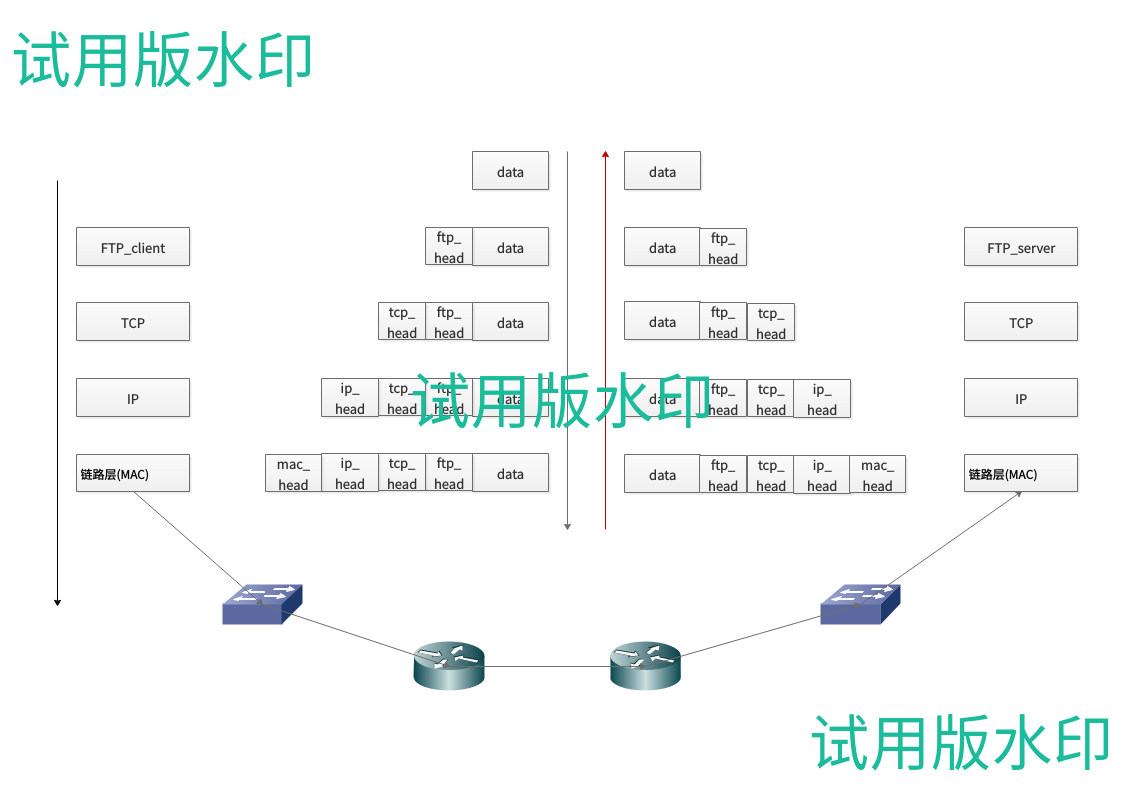 试用版水印
data
data
FTP_client
ftp_
head
data
data
ftp_
head
FTP_server
TCP
tcp_
head
ftp_
head
data
data
ftp_
head
tcp_
head
TCP
IP
ip_
head
tcp_
head
ftp_
head
data
试用版水印
data
ftp_
head
tcp_
head
ip_
head
IP
链路层(MAC)
mac_
head
ip_
head
tcp_
head
ftp_
head
data
data
ftp_
head
tcp_
head
ip_
head
mac_
head
链路层(MAC)
试用版水印